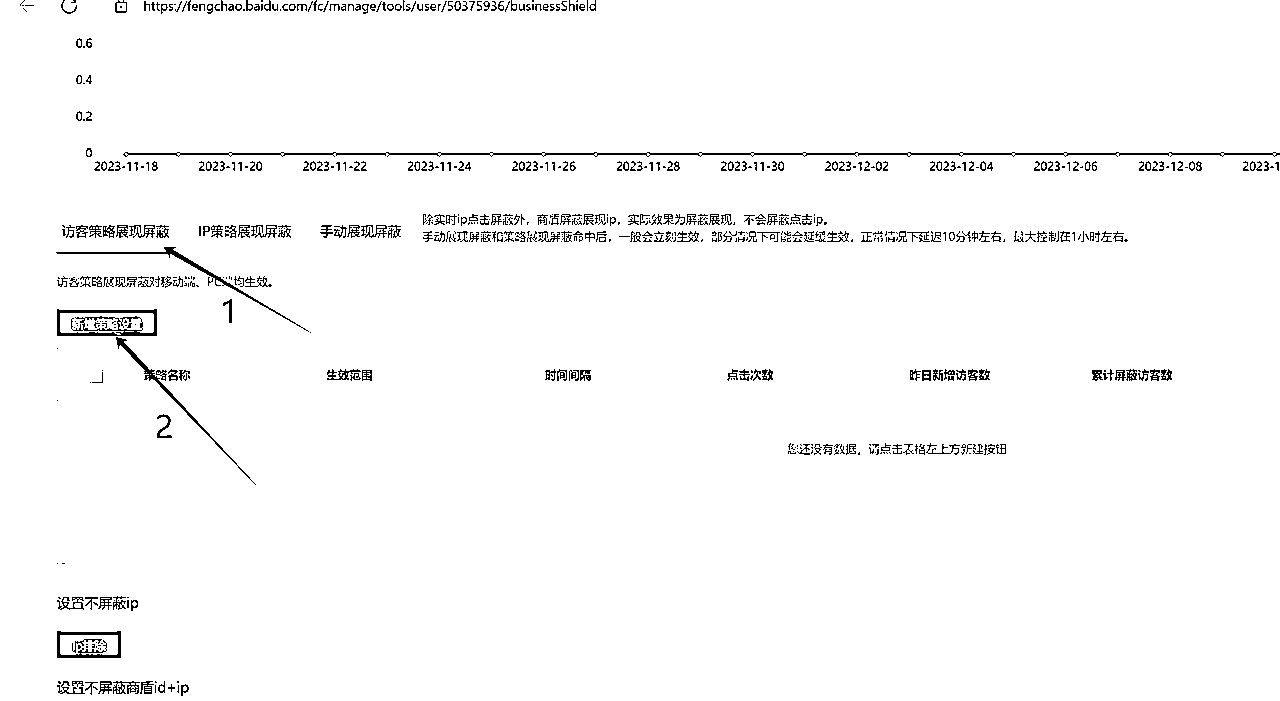 https://fengchao.baidu.com/fc/manage/tools/user/50375936/businessShield
0.6
0.4
0.2
0
2023-11-18 2023-11-20 2023-11-22 2023-11-24 2023-11-26 2023-11-28 2023-11-30 2023-12-02 2023-12-04 2023-12-06 2023-12-08 2023-1
访客策略展现屏蔽 IP策略展现屏蔽 手动展现屏蔽
除实时ip点击屏蔽外，商盾屏蔽展现ip，实际效果为屏蔽展现，不会屏蔽点击ip。
手动展现屏蔽和策略展现屏蔽命中后，一般会立刻生效，部分情况下可能会延缓生效，正常情况下延迟10分钟左右，最大控制在1小时左右。
访客策略展现屏蔽对移动端、PC端均生效。
1
新增策略设置
策略名称 生效范围 时间间隔 点击次数 昨日新增访客数 累计屏蔽访客数
2
您还没有数据，请点击表格左上方新建按钮
设置不屏蔽ip
ip排除
设置不屏蔽商盾id+ip